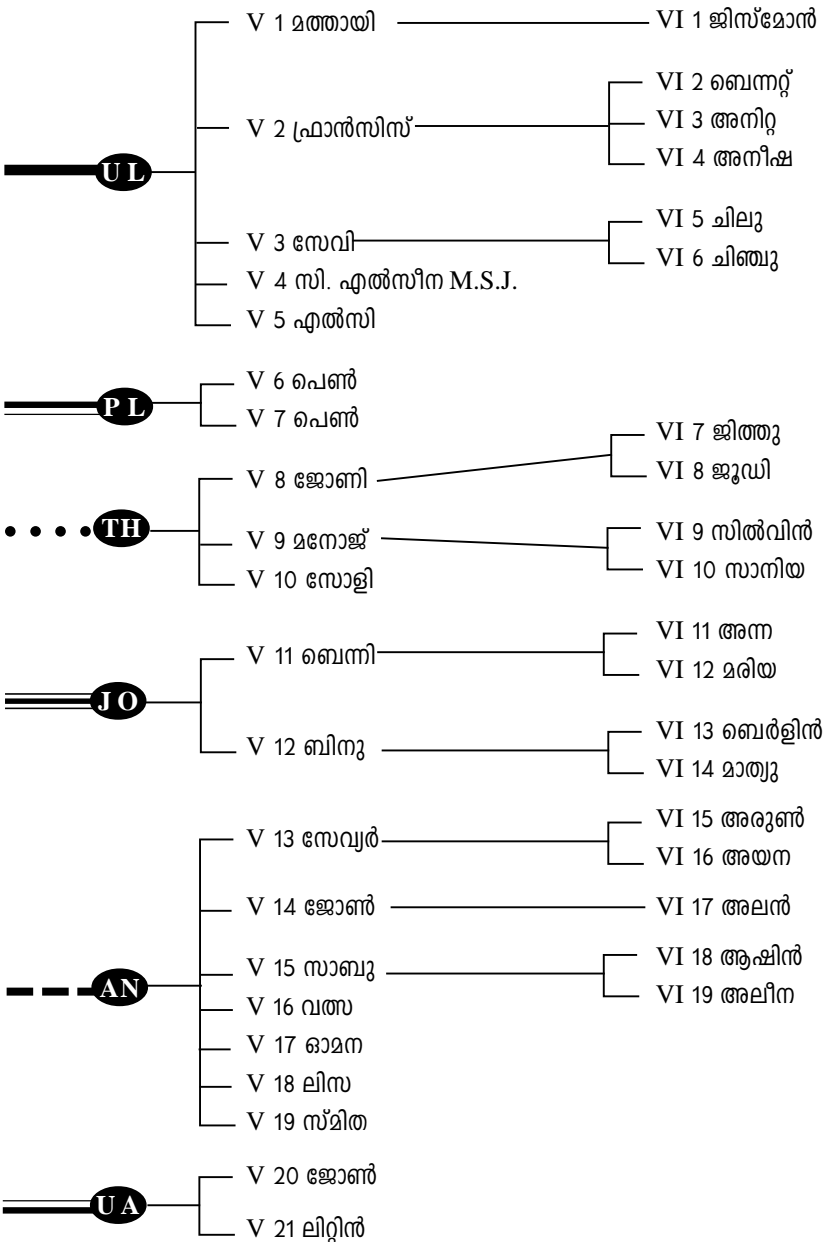 V 1 മത്തായി VI 1 ജിസ്മോൻ
VI 2 ബെന്നറ്റ്
V 2 ഫ്രാൻസിസ് VI 3 അനിറ്റ
VI 4 അനീഷ
UL
VI 5 ചിലു
V 3 സേവി
VI 6 ചിഞ്ചു
V 4 സി. എൽസീന M.S.J.
V 5 എൽസി
V 6 പെൺ
PL
V 7 പെൺ
VI 7 ജിത്തു
V 8 ജോണി VI 8 ജൂഡി
TH
V 9 മനോജ് VI 9 സിൽവിൻ
V 10 സോളി VI 10 സാനിയ
VI 11 അന്ന
V 11 ബെന്നി
VI 12 മരിയ
JO
VI 13 ബെർളിൻ
V 12 ബിനു
VI 14 മാത്യു
VI 15 അരുൺ
V 13 സേവ്യർ
VI 16 അയന
V 14 ജോൺ VI 17 അലൻ
VI 18 ആഷിൻ
V 15 സാബു
AN
VI 19 അലീന
V 16 വത്സ
V 17 ഓമന
V 18 ലിസ
V 19 സ്മിത
V 20 ജോൺ
UA
V 21 ലിറ്റിൻ